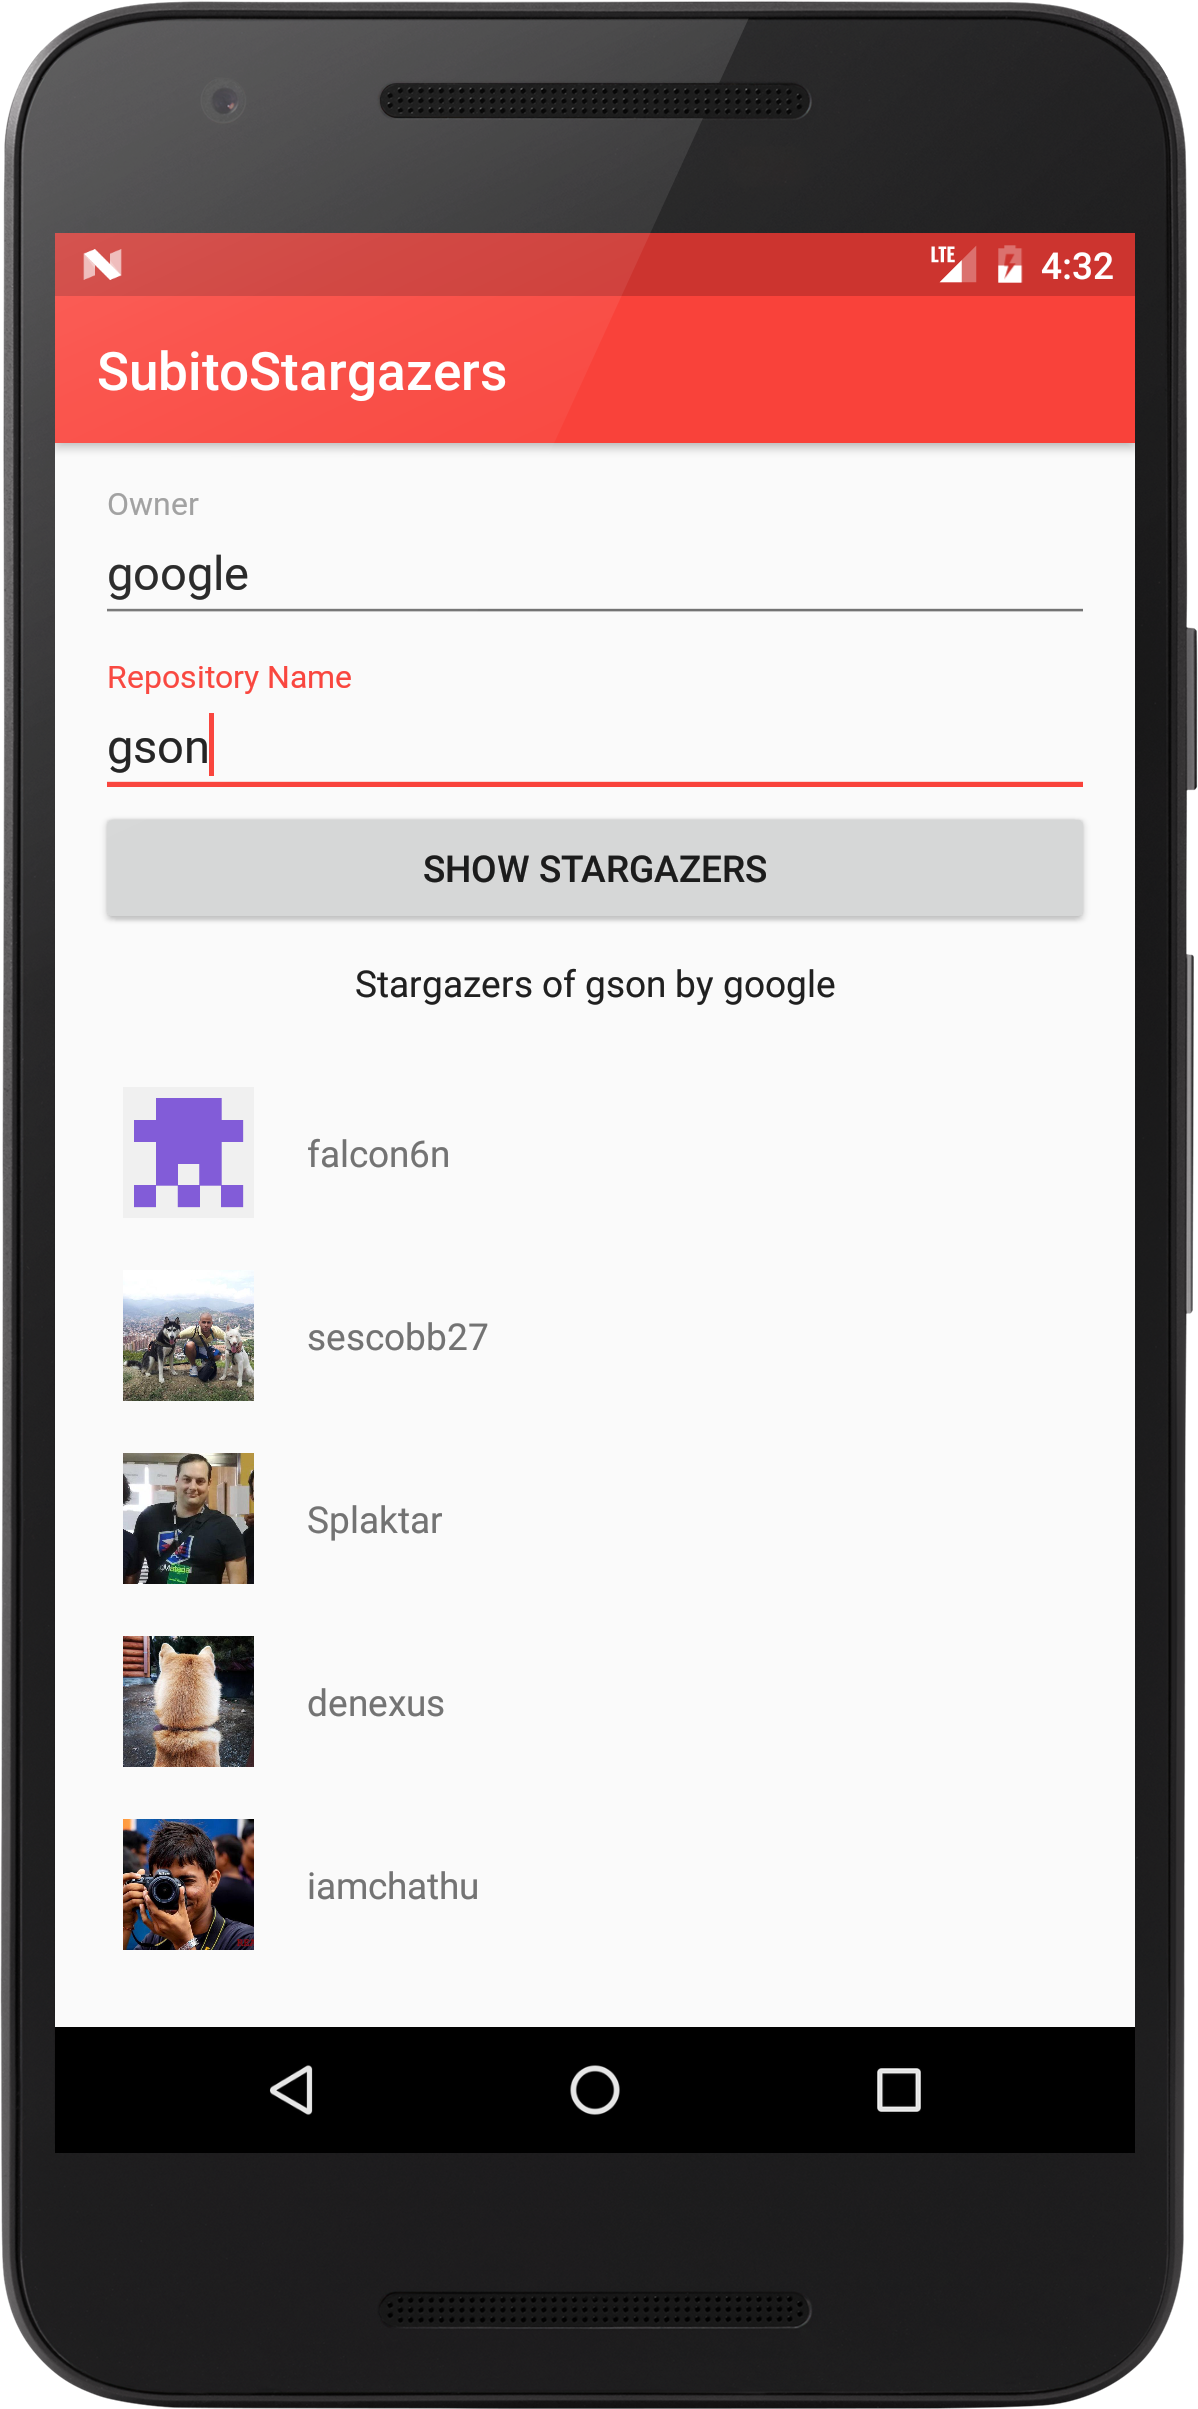 LTE 4:32
SubitoStargazers
Owner
google
Repository Name
gson
SHOW STARGAZERS
Stargazers of gson by google
falcon6n
sescobb27
Splaktar
denexus
iamchathu